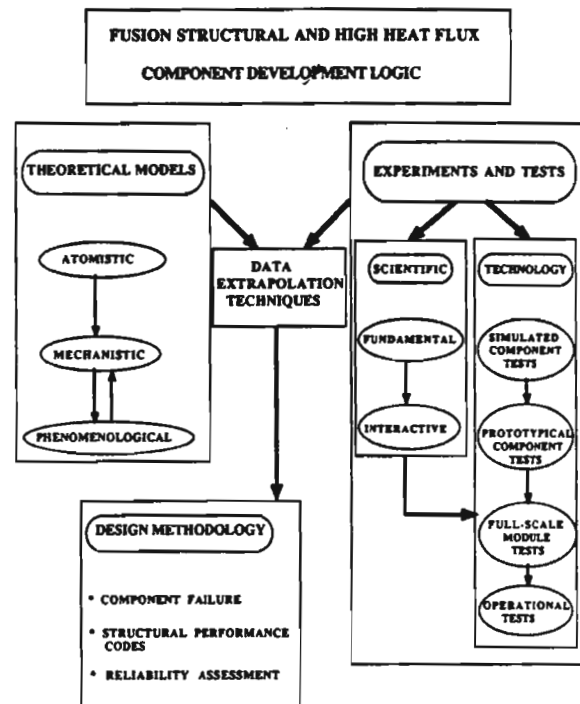 FUSION STRUCTURAL AND HIGH HEAT FLUX
COMPONENT DEVELOPMENT LOGIC
THEORETICAL MODELS
ATOMISTIC
MECHANISTIC
PHENOMENOLOGICAL
DATA
EXTRAPOLATION
TECHNIQUES
EXPERIMENTS AND TESTS
SCIENTIFIC
FUNDAMENTAL
INTERACTIVE
TECHNOLOGY
SIMULATED
COMPONENT
TESTS
PROTOTYPICAL
COMPONENT
TESTS
FULL-SCALE
MODULE
TESTS
OPERATIONAL
TESTS
DESIGN METHODOLOGY
* COMPONENT FAILURE
* STRUCTURAL PERFORMANCE
CODES
* RELIABILITY ASSESSMENT